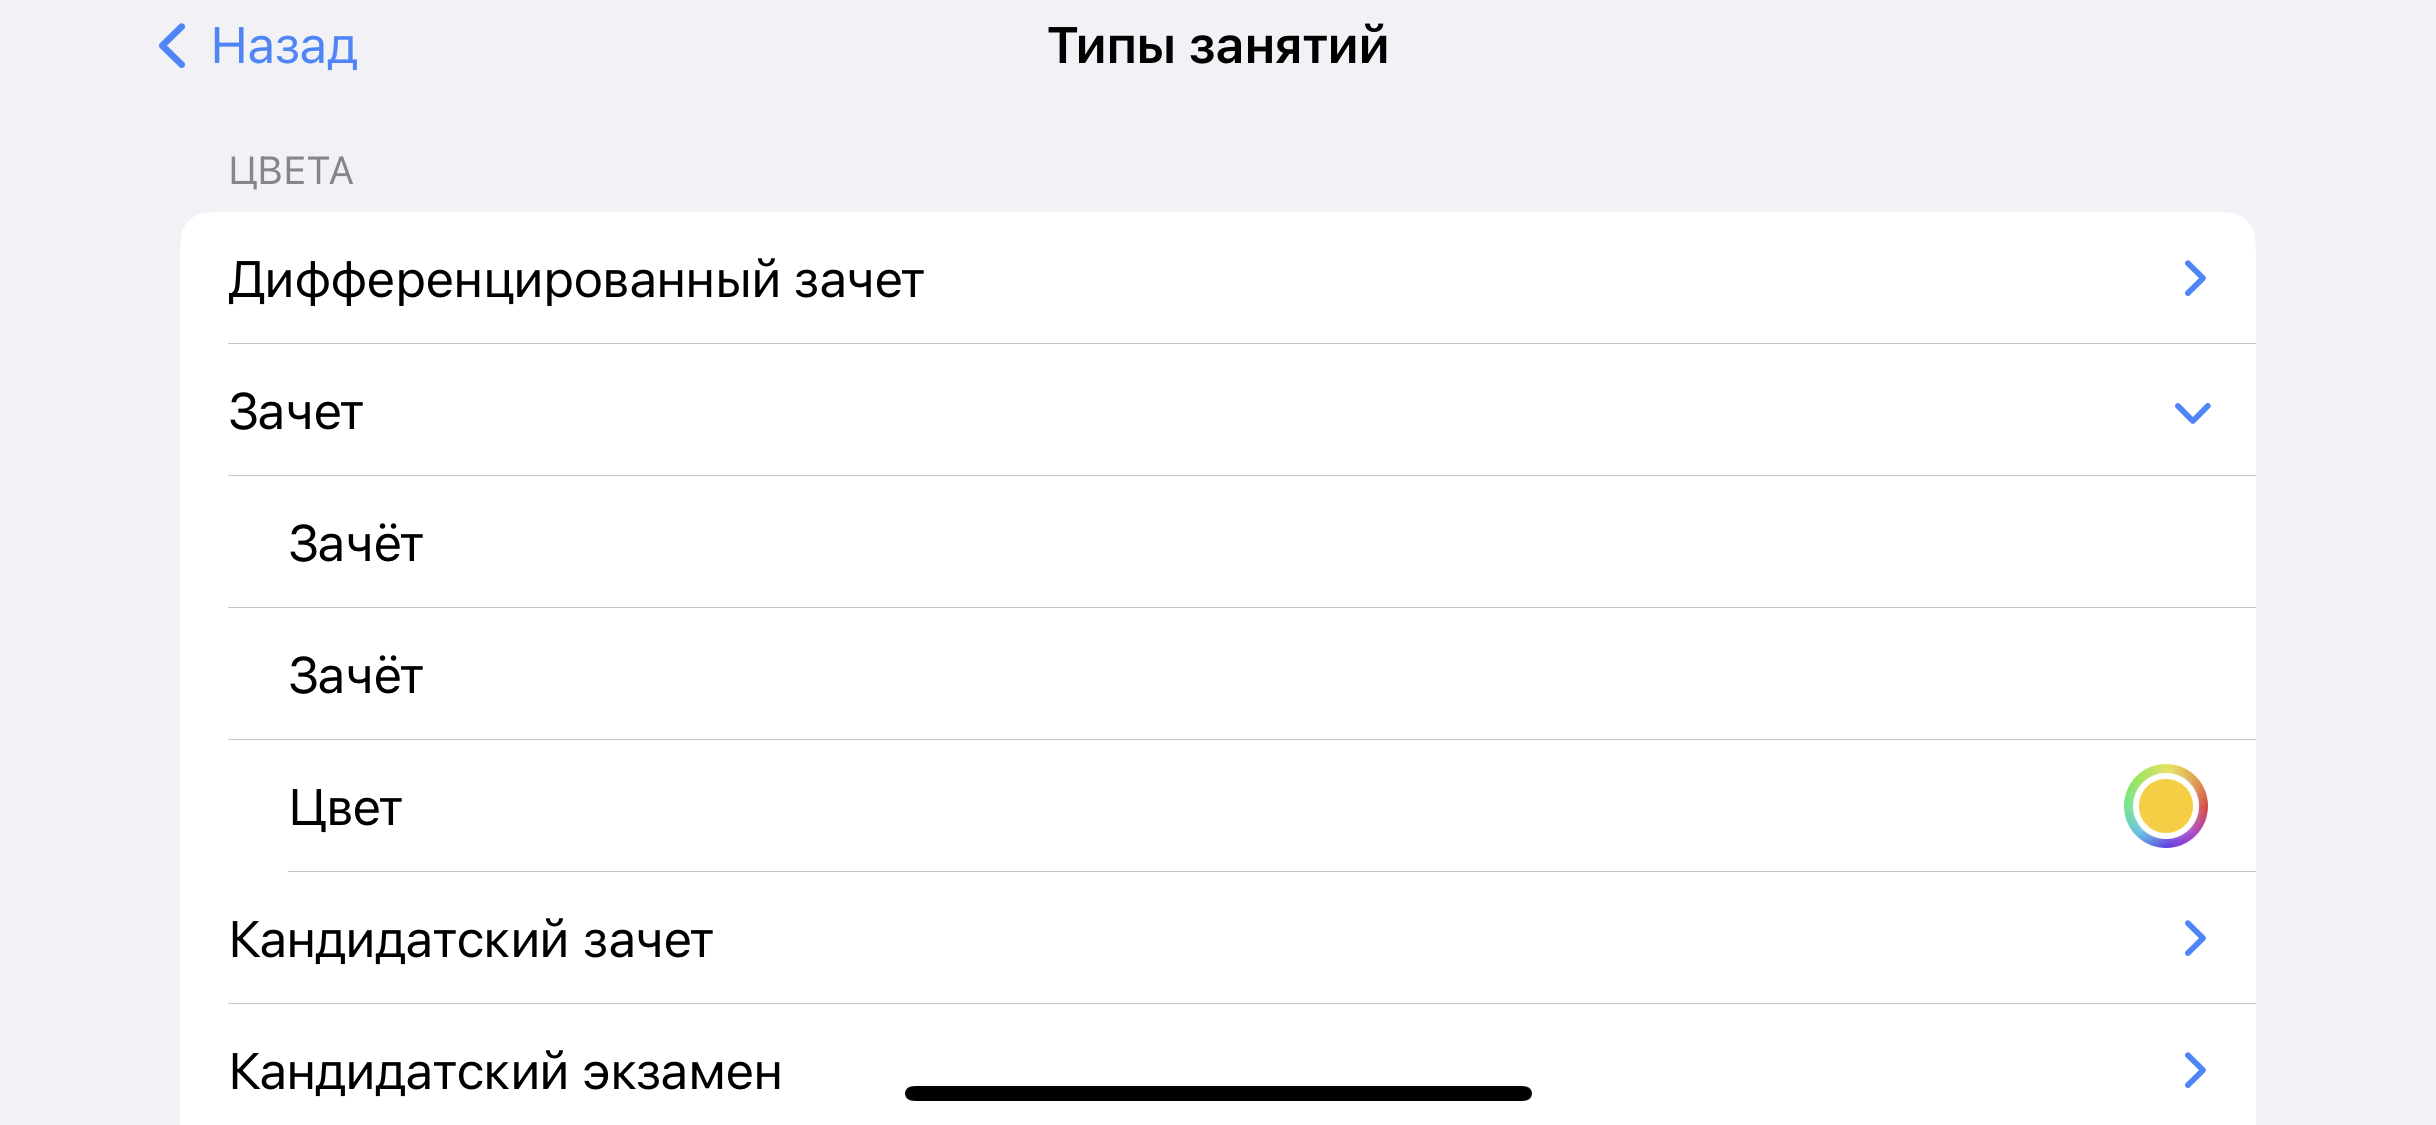 Назад
Типы занятий
ЦВЕТА
Дифференцированный зачет
Зачет
Зачёт
Зачёт
Цвет
Кандидатский зачет
Кандидатский экзамен